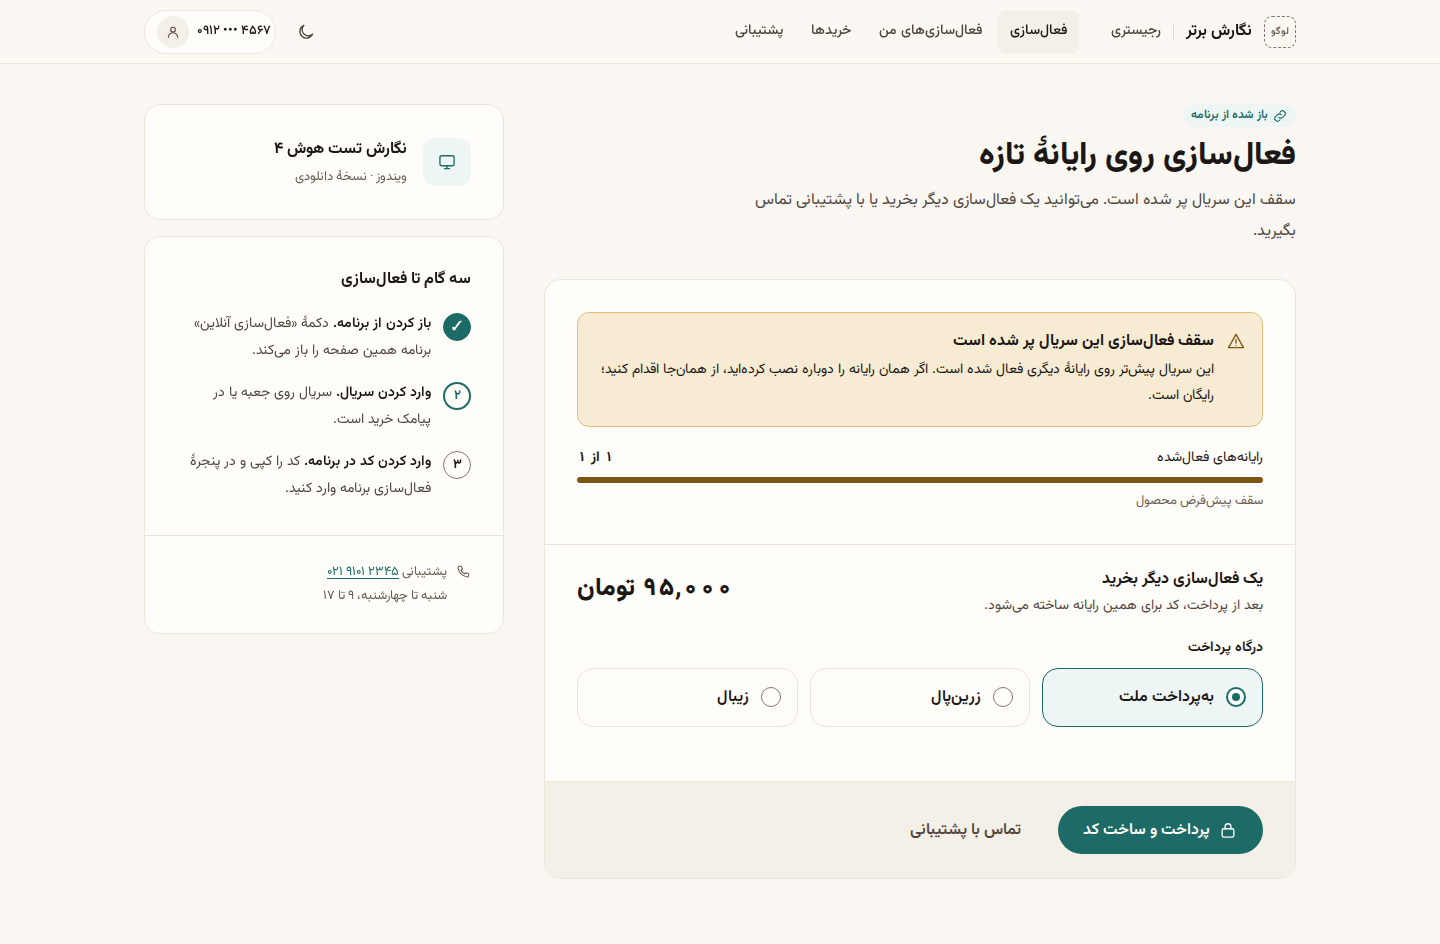 لوگو
نگارش برتر
رجیستری
فعال‌سازی
فعال‌سازی‌های من
خریدها
پشتیبانی
۰۹۱۲ ••• ۴۵۶۷
باز شده از برنامه
فعال‌سازی روی رایانهٔ تازه
سقف این سریال پر شده است. می‌توانید یک فعال‌سازی دیگر بخرید یا با پشتیبانی تماس
بگیرید.
سقف فعال‌سازی این سریال پر شده است
این سریال پیش‌تر روی رایانهٔ دیگری فعال شده است. اگر همان رایانه را دوباره نصب کرده‌اید، از همان‌جا اقدام کنید؛
رایگان است.
رایانه‌های فعال‌شده
۱ از ۱
سقف پیش‌فرض محصول
یک فعال‌سازی دیگر بخرید
۹۵,۰۰۰ تومان
بعد از پرداخت، کد برای همین رایانه ساخته می‌شود.
درگاه پرداخت
به‌پرداخت ملت
زرین‌پال
زیبال
پرداخت و ساخت کد
تماس با پشتیبانی
نگارش تست هوش ۴
ویندوز · نسخهٔ دانلودی
سه گام تا فعال‌سازی
✓
باز کردن از برنامه. دکمهٔ «فعال‌سازی آنلاین»
برنامه همین صفحه را باز می‌کند.
۲
وارد کردن سریال. سریال روی جعبه یا در
پیامک خرید است.
۳
وارد کردن کد در برنامه. کد را کپی و در پنجرهٔ
فعال‌سازی برنامه وارد کنید.
پشتیبانی ۰۲۱ ۹۱۰۱ ۲۳۴۵
شنبه تا چهارشنبه، ۹ تا ۱۷